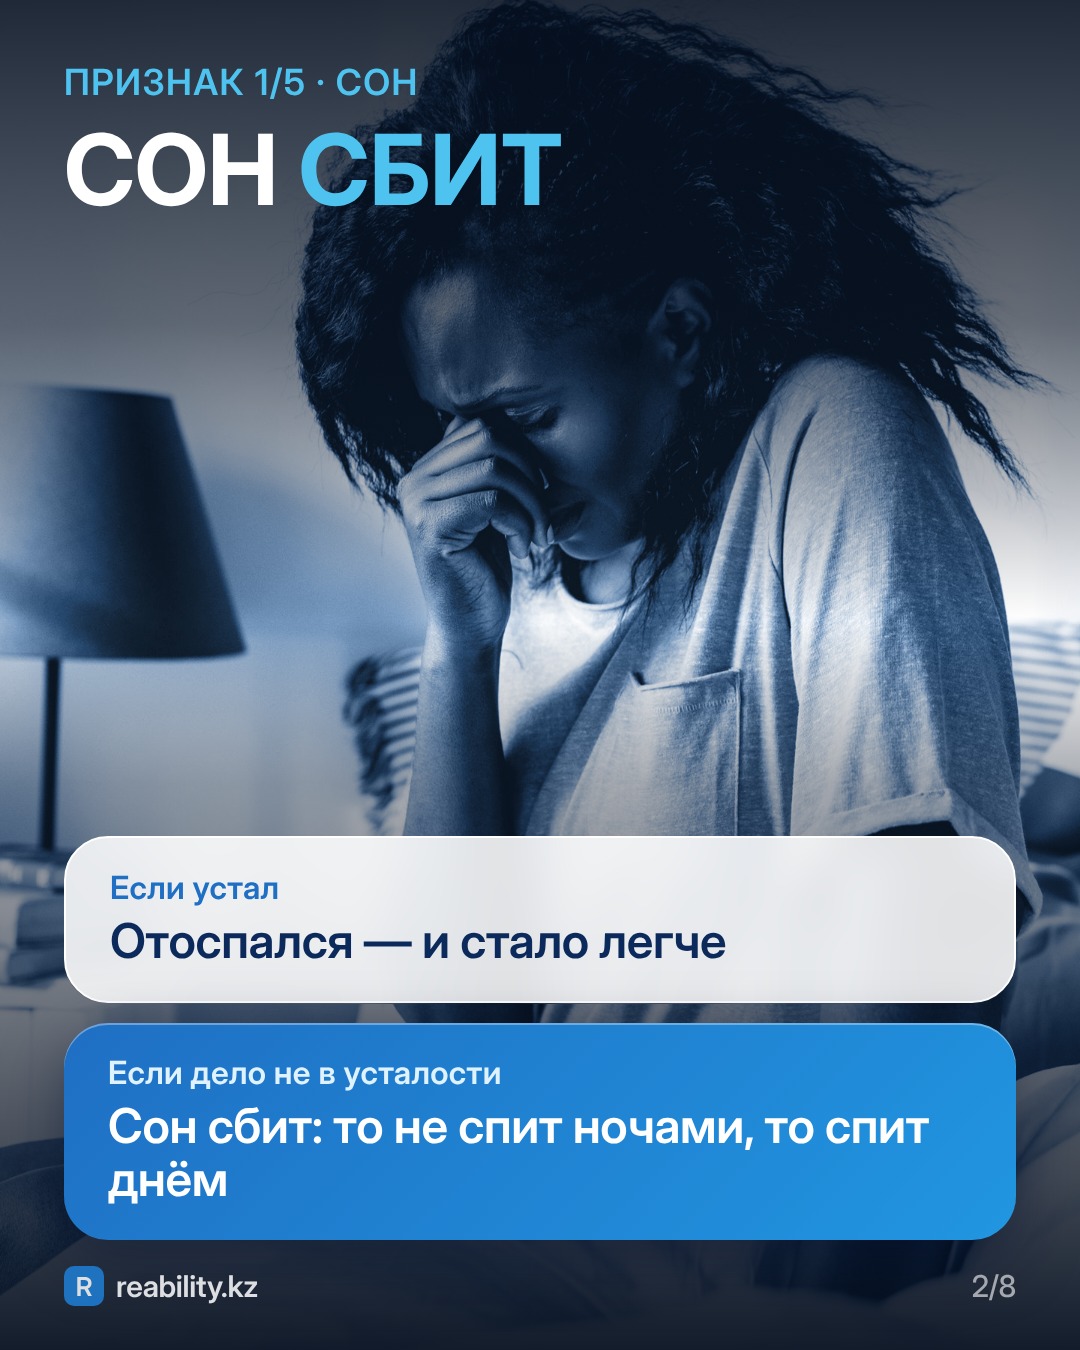 ПРИЗНАК 1/5 · СОН
СОН СБИТ
Если устал
Отоспался — и стало легче
Если дело не в усталости
Сон сбит: то не спит ночами, то спит
днём
R reability.kz
2/8